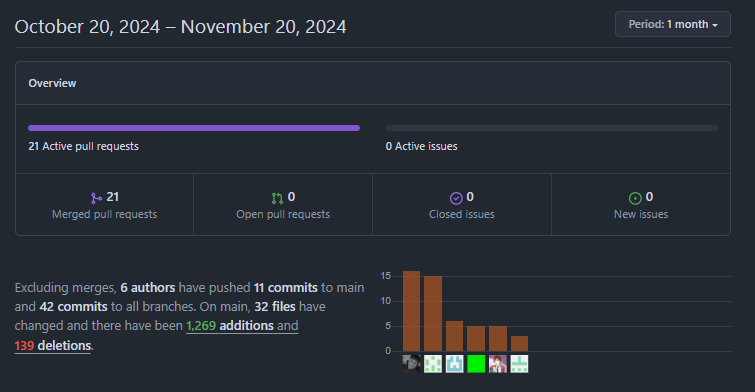 October 20, 2024 – November 20, 2024
Period: 1 month
Overview
21 Active pull requests
0 Active issues
21
Merged pull requests
0
Open pull requests
0
Closed issues
0
New issues
Excluding merges, 6 authors have pushed 11 commits to main
and 42 commits to all branches. On main, 32 files have
changed and there have been 1,269 additions and
139 deletions.
15
10
5
0